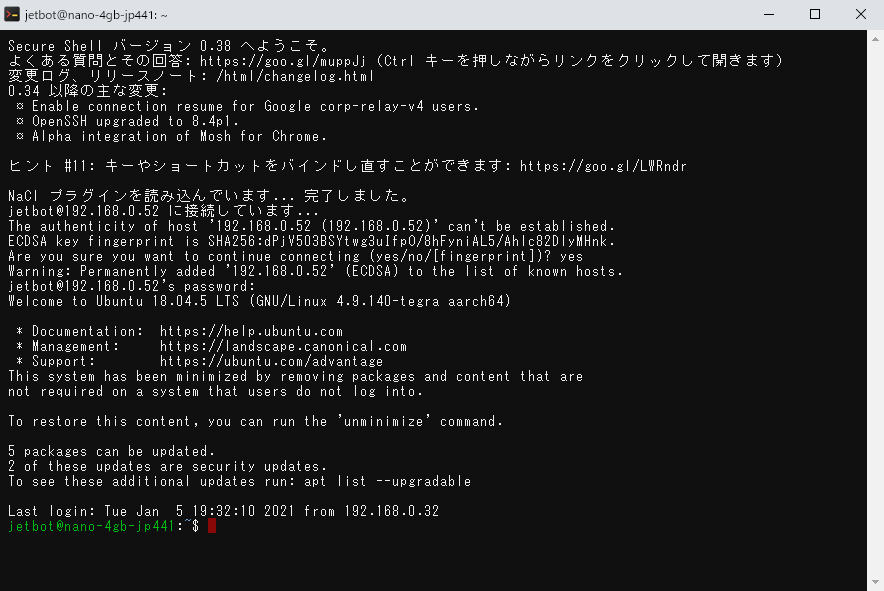 jetbot@nano-4gb-jp441: ~
Secure Shell バージョン 0.38 へようこそ。
よくある質問とその回答: https://goo.gl/muppJj (Ctrl キーを押しながらリンクをクリックして開きます)
変更ログ、リリースノート: /html/changelog.html
0.34 以降の主な変更:
¤ Enable connection resume for Google corp-relay-v4 users.
¤ OpenSSH upgraded to 8.4p1.
¤ Alpha integration of Mosh for Chrome.
ヒント #11: キーやショートカットをバインドし直すことができます: https://goo.gl/LWRndr
NaCl プラグインを読み込んでいます... 完了しました。
jetbot@192.168.0.52 に接続しています...
The authenticity of host '192.168.0.52 (192.168.0.52)' can't be established.
ECDSA key fingerprint is SHA256:dPjV5O3BSYtwg3uIfpO/8hFyniAL5/AhIc82DIyMHnk.
Are you sure you want to continue connecting (yes/no/[fingerprint])? yes
Warning: Permanently added '192.168.0.52' (ECDSA) to the list of known hosts.
jetbot@192.168.0.52's password:
Welcome to Ubuntu 18.04.5 LTS (GNU/Linux 4.9.140-tegra aarch64)
* Documentation: https://help.ubuntu.com
* Management: https://landscape.canonical.com
* Support: https://ubuntu.com/advantage
This system has been minimized by removing packages and content that are
not required on a system that users do not log into.
To restore this content, you can run the 'unminimize' command.
5 packages can be updated.
2 of these updates are security updates.
To see these additional updates run: apt list --upgradable
Last login: Tue Jan 5 19:32:10 2021 from 192.168.0.32
jetbot@nano-4gb-jp441:~$